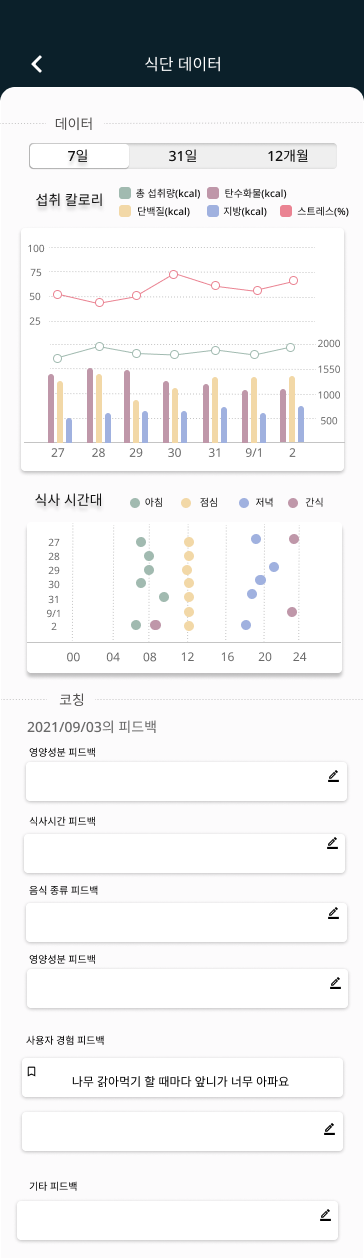 식단 데이터
데이터
7일 31일 12개월
섭취 칼로리
총 섭취량(kcal) 탄수화물(kcal)
단백질(kcal) 지방(kcal) 스트레스(%)
100
75
50
25
2000
1550
1000
500
27 28 29 30 31 9/1 2
식사 시간대 아침 점심 저녁 간식
27
28
29
30
31
9/1
2
00 04 08 12 16 20 24
코칭
2021/09/03의 피드백
영양성분 피드백
식사시간 피드백
음식 종류 피드백
영양성분 피드백
사용자 경험 피드백
나무 갉아먹기 할 때마다 앞니가 너무 아파요
기타 피드백